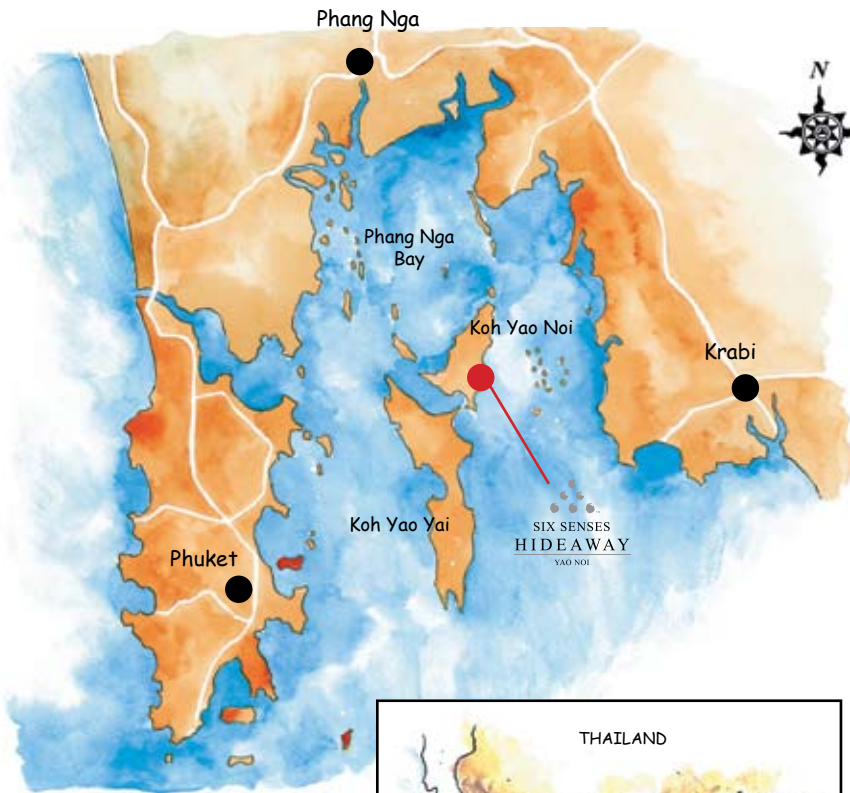 Phang Nga
N
Phang Nga
Bay
Koh Yao Noi
Krabi
Koh Yao Yai
SIX SENSES
HIDEAWAY
YAO NOI
Phuket
THAILAND